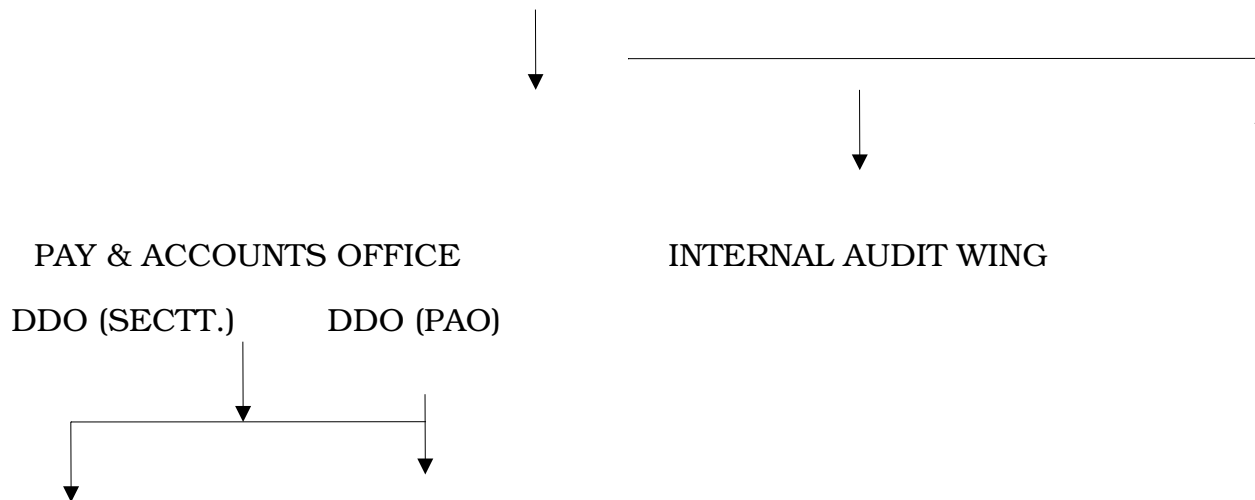 PAY & ACCOUNTS OFFICE INTERNAL AUDIT WING
DDO (SECTT.) DDO (PAO)